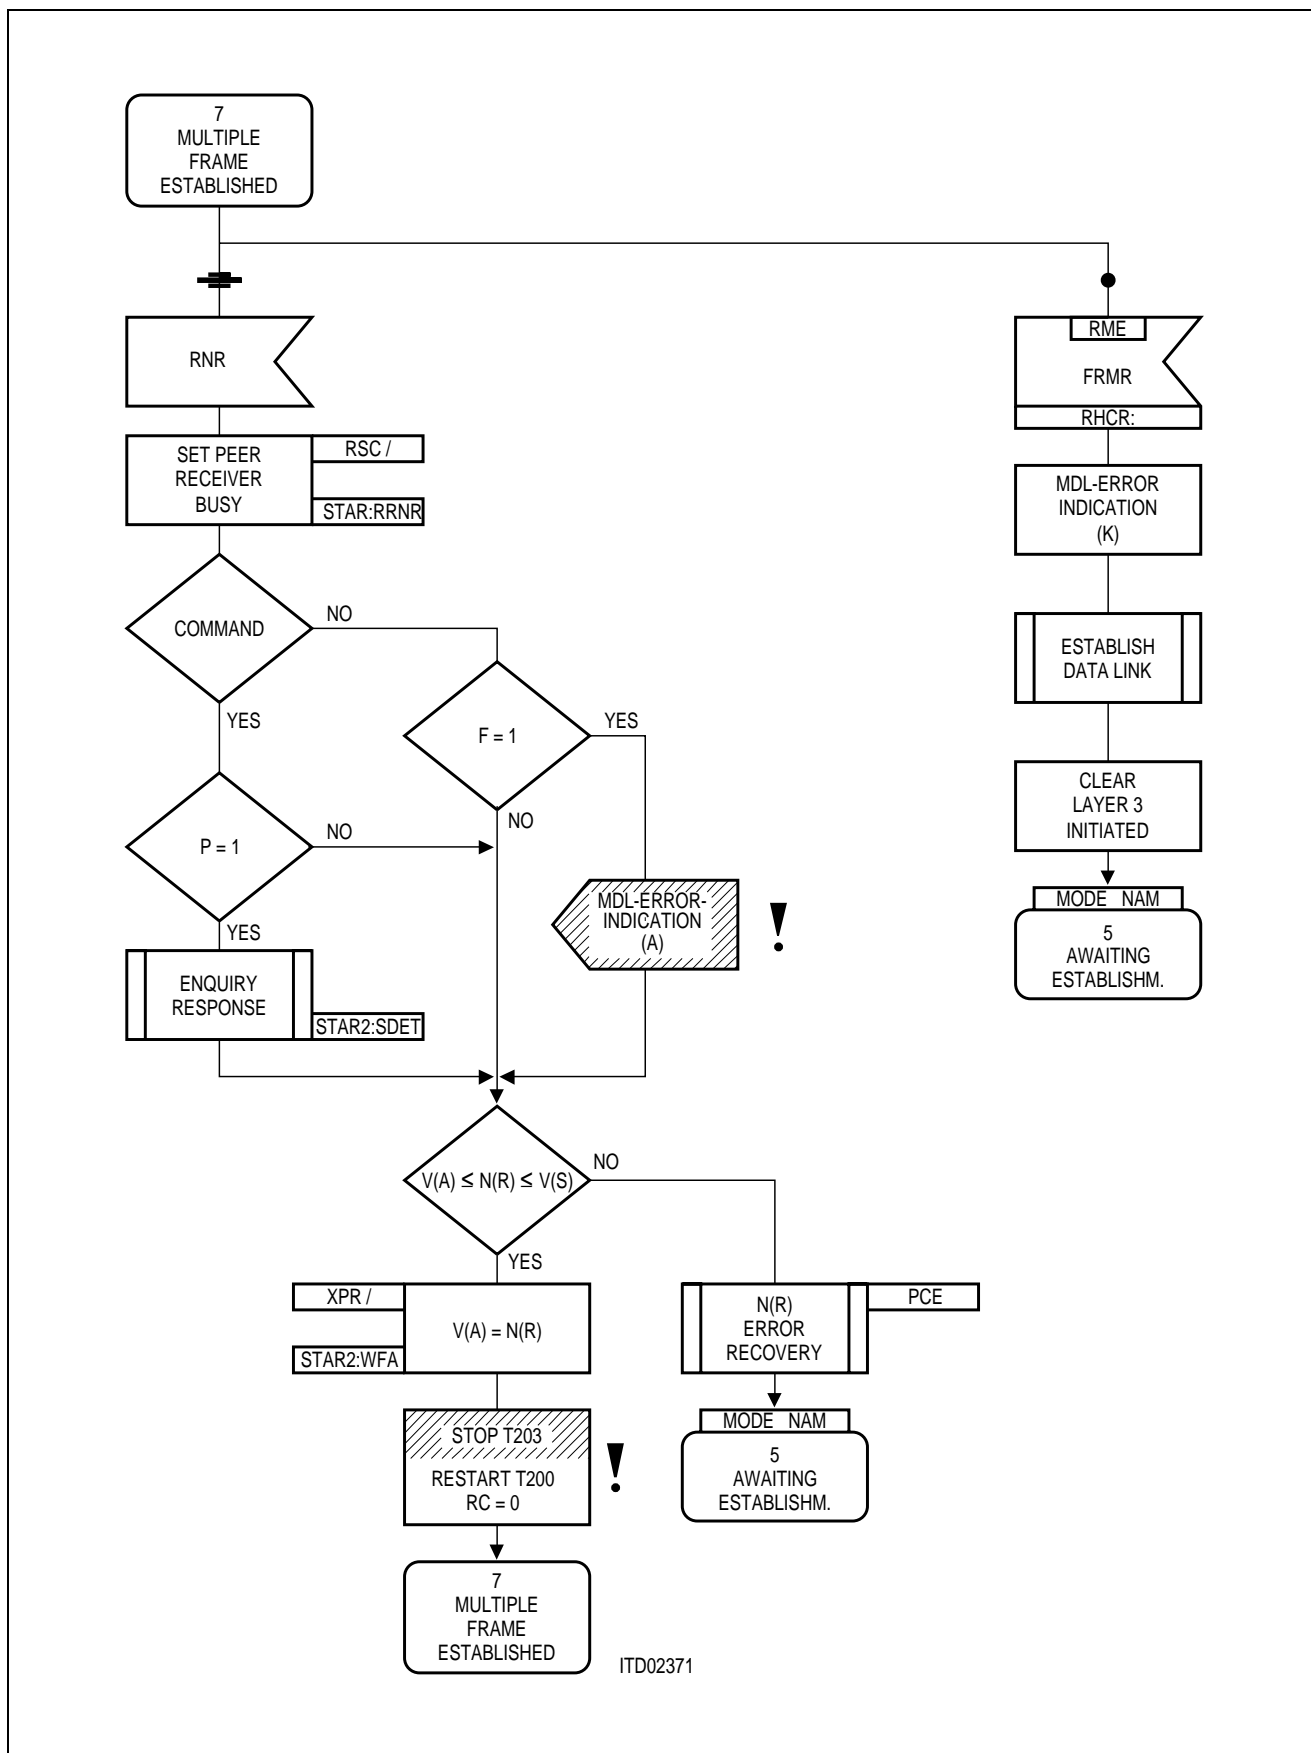 7
MULTIPLE
FRAME
ESTABLISHED
RNR
RME
FRMR
RHCR:
SET PEER
RECEIVER
BUSY
RSC /
STAR:RRNR
MDL-ERROR
INDICATION
(K)
COMMAND
NO
YES
ESTABLISH
DATA LINK
F = 1
YES
NO
P = 1
NO
YES
CLEAR
LAYER 3
INITIATED
MDL-ERROR-
INDICATION
(A)
!
MODE NAM
5
AWAITING
ESTABLISHM.
ENQUIRY
RESPONSE
STAR2:SDET
V(A) ≤ N(R) ≤ V(S)
NO
YES
XPR /
STAR2:WFA
V(A) = N(R)
N(R)
ERROR
RECOVERY
PCE
STOP T203
RESTART T200
RC = 0
!
MODE NAM
5
AWAITING
ESTABLISHM.
7
MULTIPLE
FRAME
ESTABLISHED
ITD02371